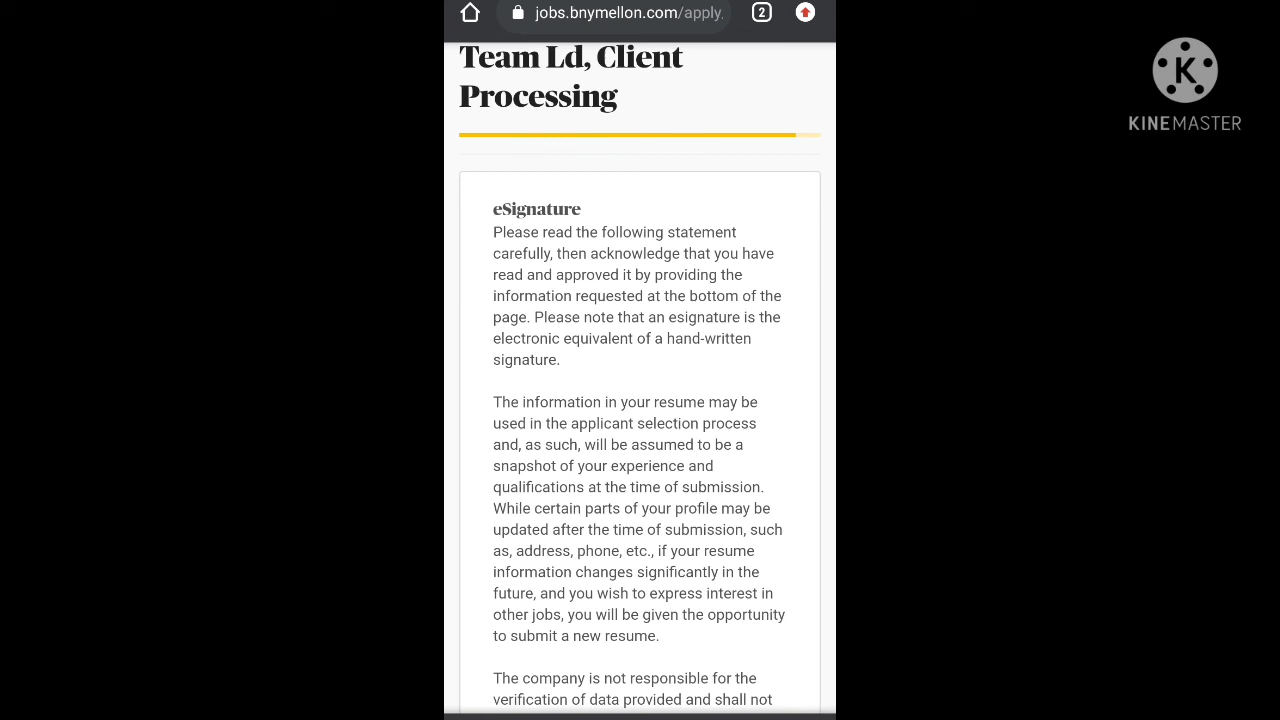 jobs.bnymellon.com/apply.
2
Team Ld, Client
Processing
K
KINEMASTER
eSignature
Please read the following statement
carefully, then acknowledge that you have
read and approved it by providing the
information requested at the bottom of the
page. Please note that an esignature is the
electronic equivalent of a hand-written
signature.
The information in your resume may be
used in the applicant selection process
and, as such, will be assumed to be a
snapshot of your experience and
qualifications at the time of submission.
While certain parts of your profile may be
updated after the time of submission, such
as, address, phone, etc., if your resume
information changes significantly in the
future, and you wish to express interest in
other jobs, you will be given the opportunity
to submit a new resume.
The company is not responsible for the
verification of data provided and shall not